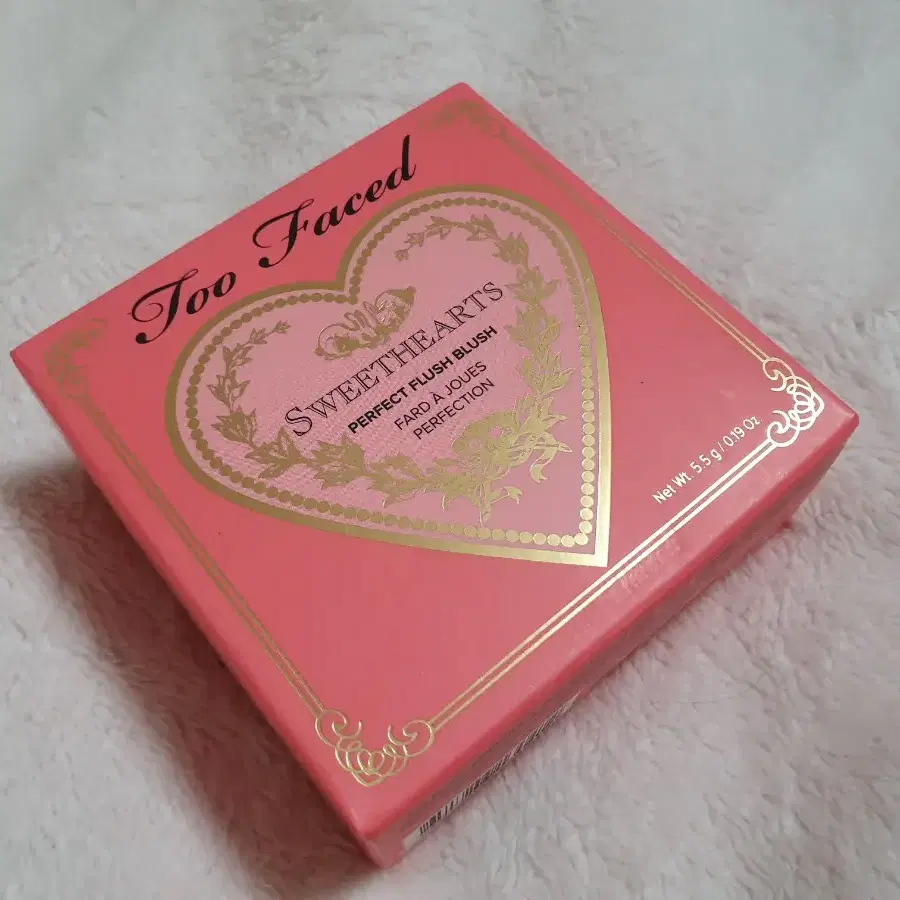 Too Faced
SWEETHEARTS
PERFECT FLUSH BLUSH
FARD À JOUES
PERFECTION
Net Wt. 5.5 g / 0.19 Oz